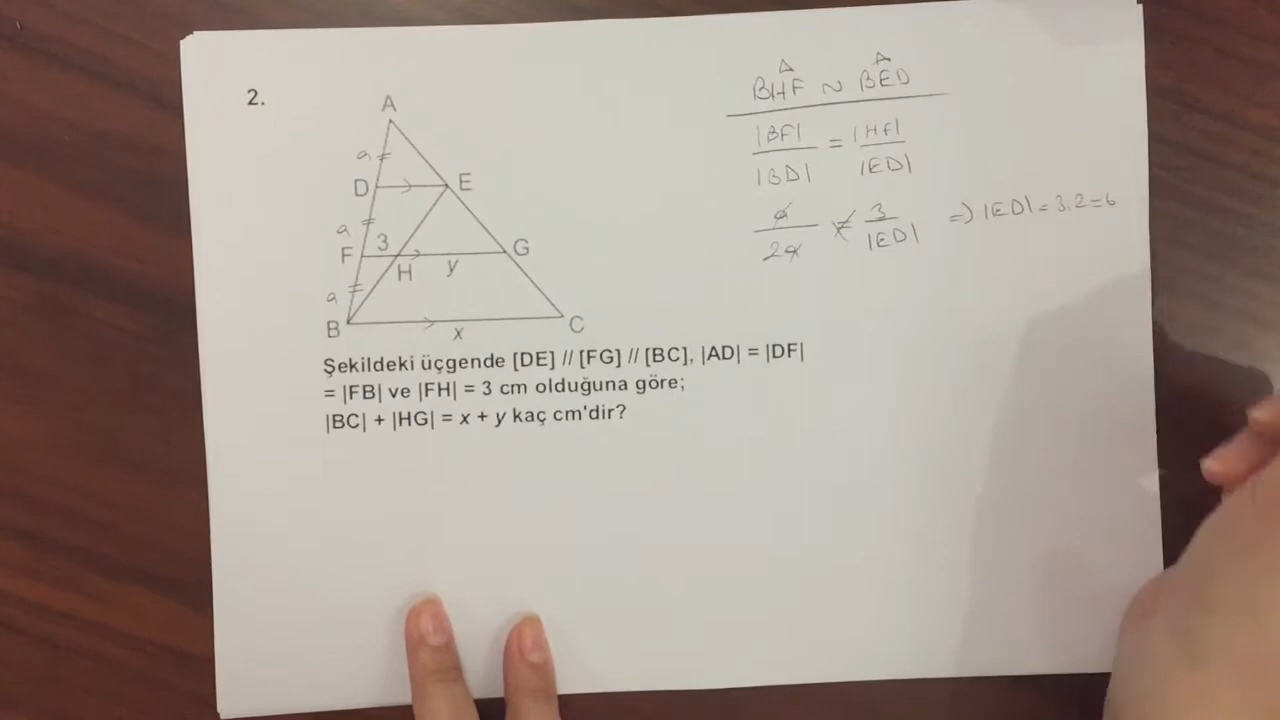 2.
A
a
D
E
a
3
F
H
y
G
a
B
x
C
Şekildeki üçgende [DE] // [FG] // [BC], |AD| = |DF|
= |FB| ve |FH| = 3 cm olduğuna göre;
|BC| + |HG| = x + y kaç cm'dir?
BHF ~ BED
|BF| / |BD| = |HF| / |ED|
a / 2a = 3 / |ED| => |ED| = 3.2 = 6